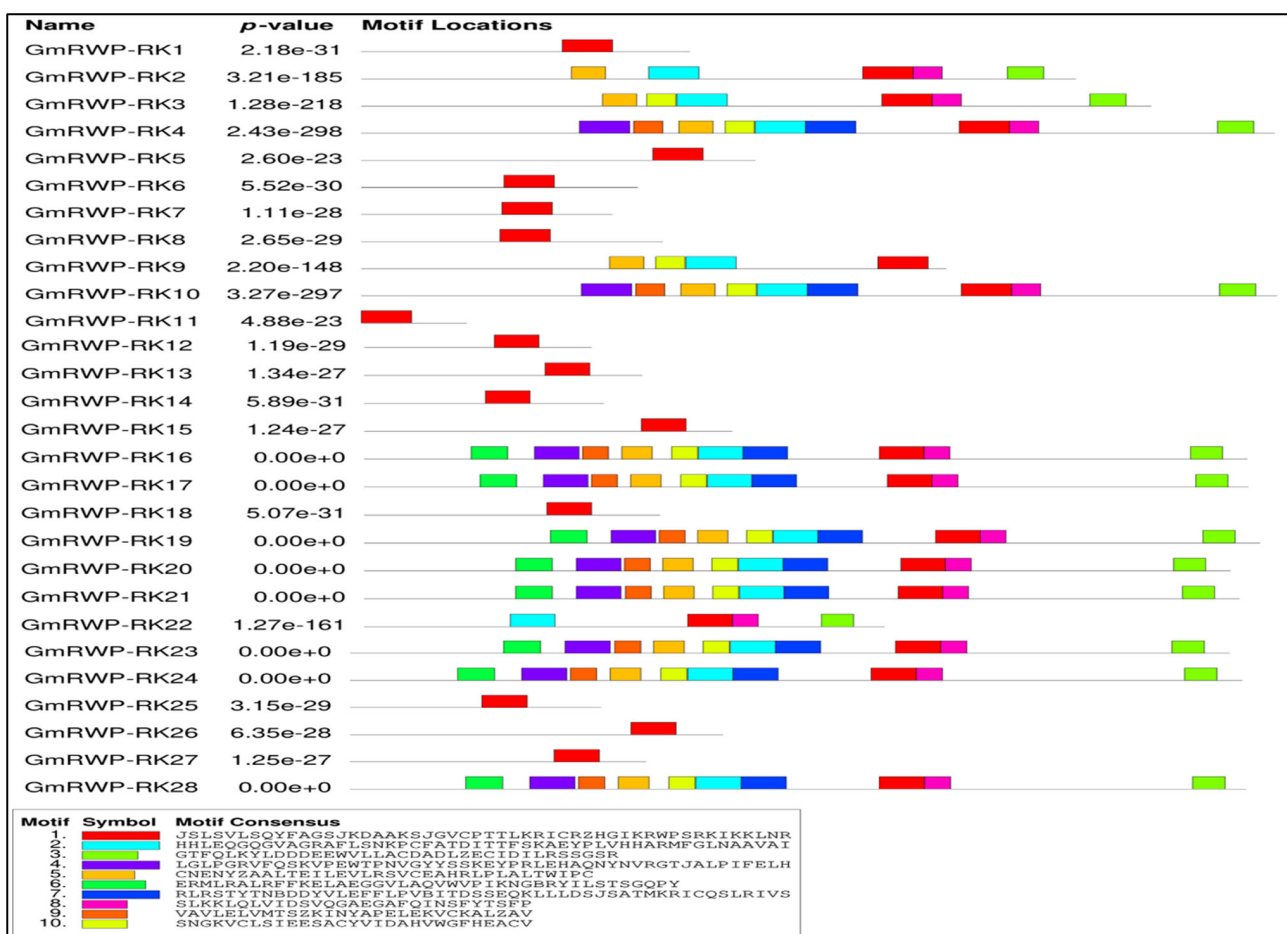 Name p-value Motif Locations
GmRWP-RK1 2.18e-31
GmRWP-RK2 3.21e-185
GmRWP-RK3 1.28e-218
GmRWP-RK4 2.43e-298
GmRWP-RK5 2.60e-23
GmRWP-RK6 5.52e-30
GmRWP-RK7 1.11e-28
GmRWP-RK8 2.65e-29
GmRWP-RK9 2.20e-148
GmRWP-RK10 3.27e-297
GmRWP-RK11 4.88e-23
GmRWP-RK12 1.19e-29
GmRWP-RK13 1.34e-27
GmRWP-RK14 5.89e-31
GmRWP-RK15 1.24e-27
GmRWP-RK16 0.00e+0
GmRWP-RK17 0.00e+0
GmRWP-RK18 5.07e-31
GmRWP-RK19 0.00e+0
GmRWP-RK20 0.00e+0
GmRWP-RK21 0.00e+0
GmRWP-RK22 1.27e-161
GmRWP-RK23 0.00e+0
GmRWP-RK24 0.00e+0
GmRWP-RK25 3.15e-29
GmRWP-RK26 6.35e-28
GmRWP-RK27 1.25e-27
GmRWP-RK28 0.00e+0
Motif Symbol Motif Consensus
1. JSLSVLSQYFAGSJKDAAKSJGVCPTTLKRICRZHGIKRWPSRKIKKLNR
2. HHLEQGQGVAGRAFLSNKPCFATDITTFSKAEYPLVHHARMFGLNAAVAI
3. GTFQLKYLDDDEEWVLLACDADLZECIDILRSSGSR
4. LGLPGRVFQSKVPEWTPNVGYYSSKEYPRLEHAQNYNVRGTJALPIFELH
5. CNENYZAALTEILEVLRSVCEAHRLPLALTWIPC
6. ERMLRALRFFKELAEGGVLAQVWVPIKNGBRYILSTSGQPY
7. RLRSTYTNBDDYVLEFFLPVBITDSSEQKLLLDSJSATMKRICQSLRIVS
8. SLKKLQLVIDSVQGAEGAFQINSFYTSFP
9. VAVLELVMTSZKINYAPELEKVCKALZAV
10. SNGKVCLSIEESACYVIDAHVWGFHEACV